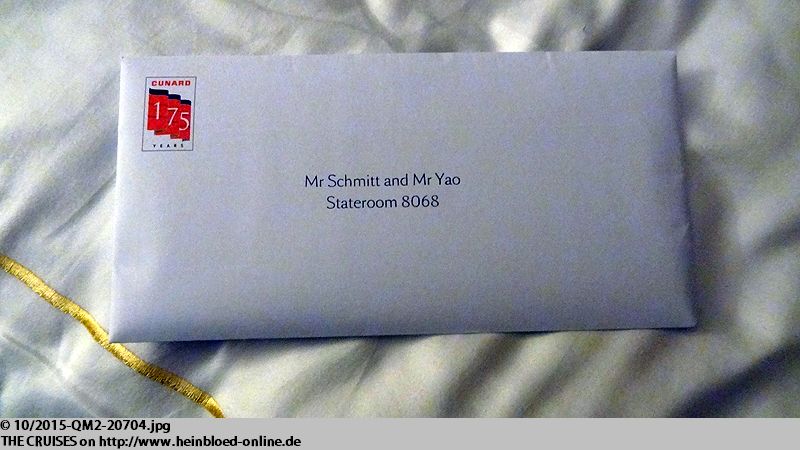 CUNARD
175
YEARS
Mr Schmitt and Mr Yao
Stateroom 8068
© 10/2015-QM2-20704.jpg
THE CRUISES on http://www.heinbloed-online.de